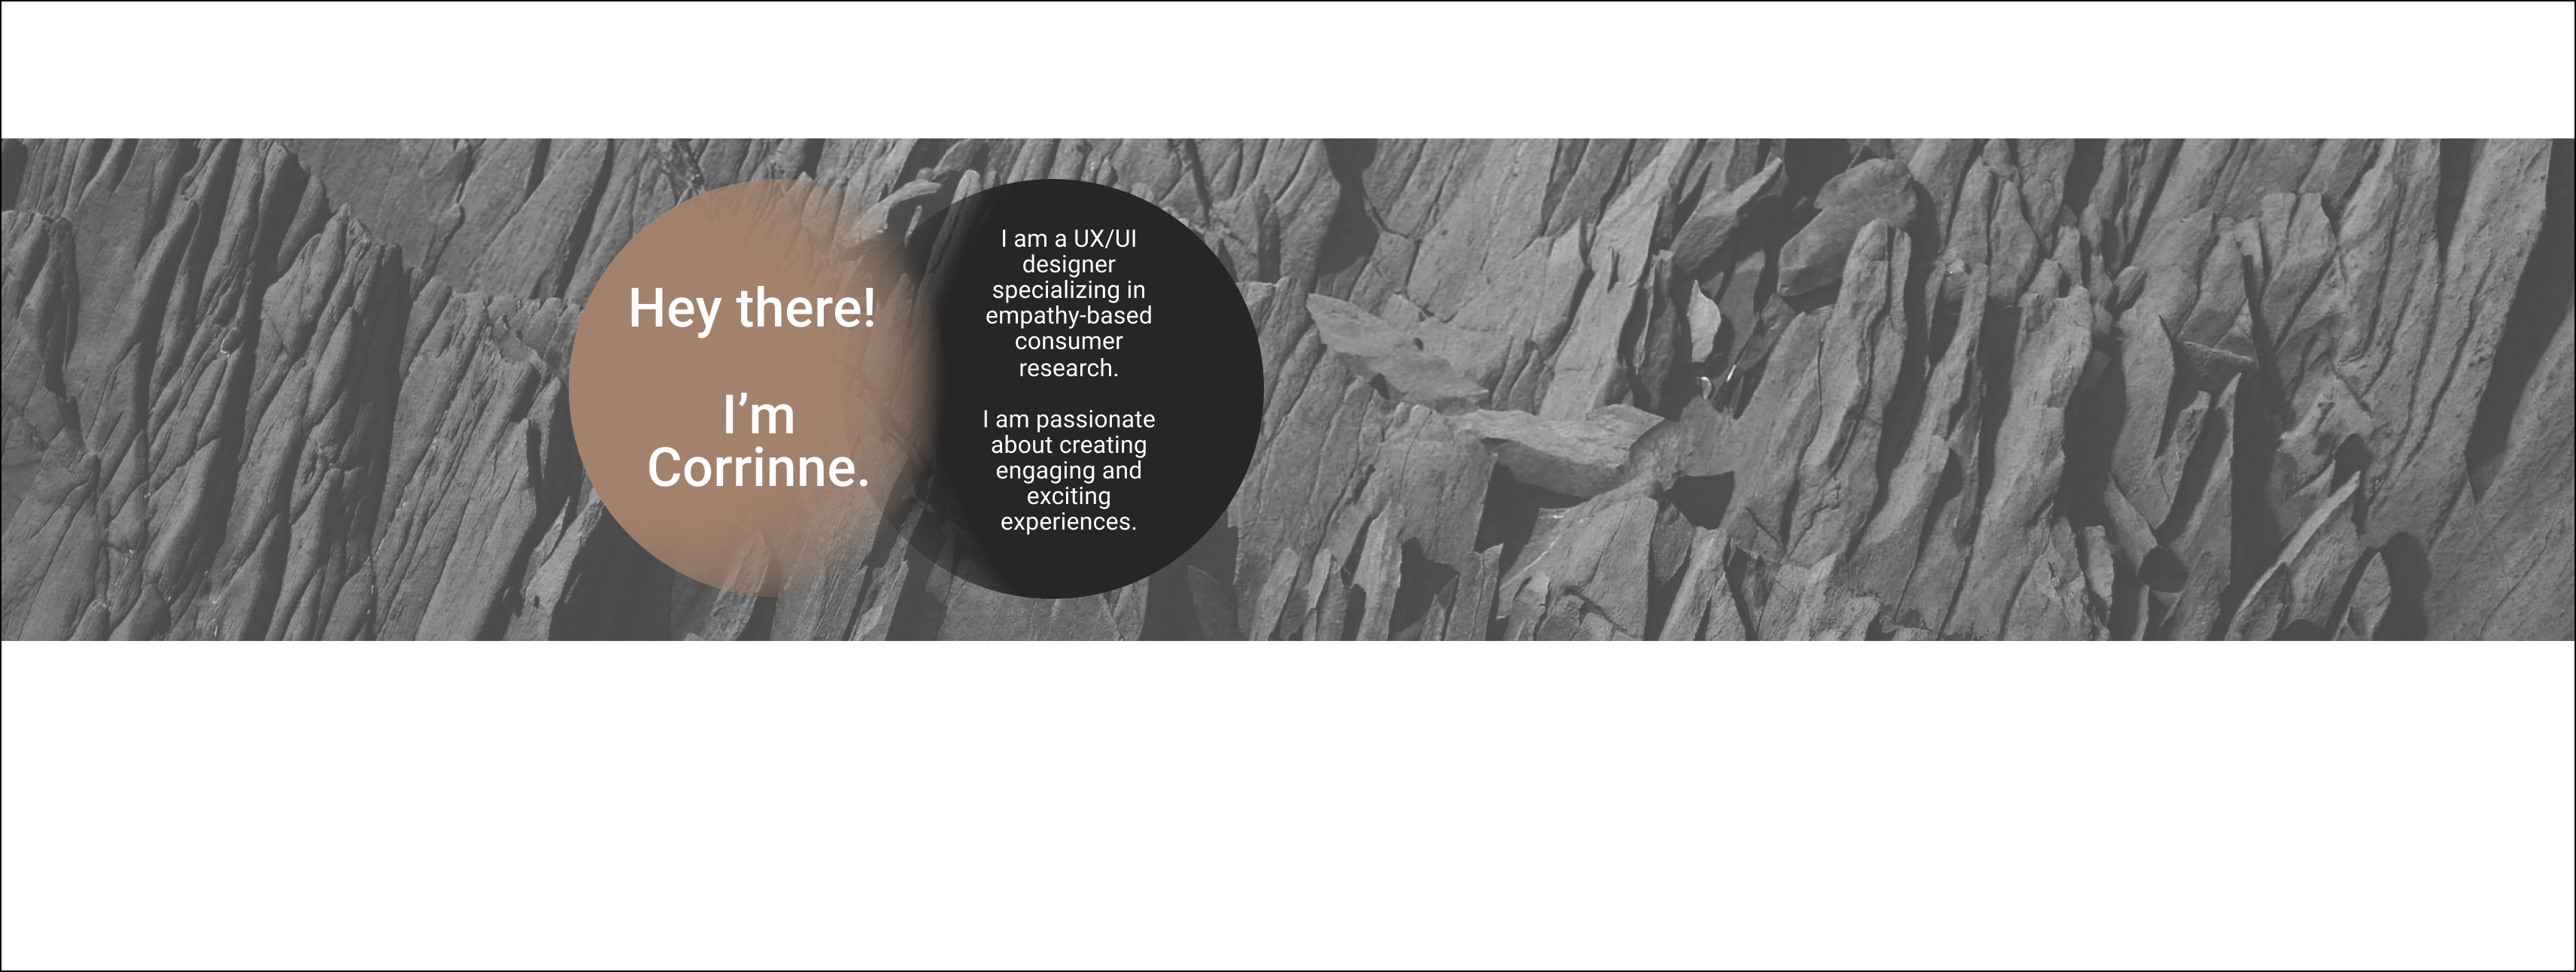 Hey there!
I’m
Corrinne.
I am a UX/UI
designer
specializing in
empathy-based
consumer
research.
I am passionate
about creating
engaging and
exciting
experiences.